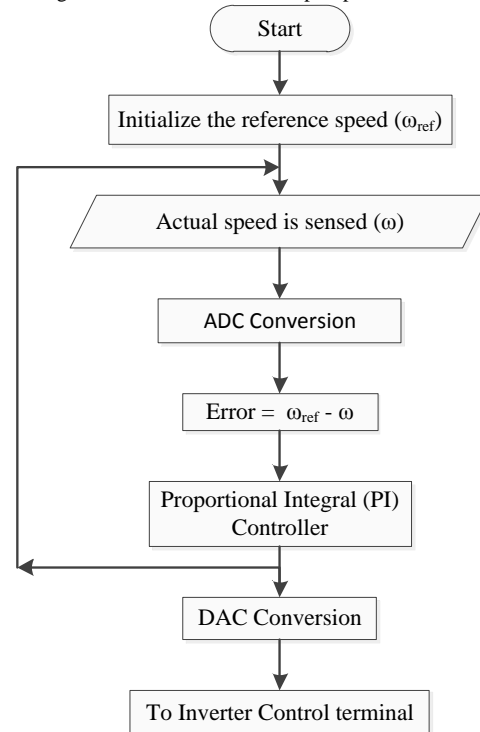 Start
Initialize the reference speed (ωref)
Actual speed is sensed (ω)
ADC Conversion
Error = ωref - ω
Proportional Integral (PI)
Controller
DAC Conversion
To Inverter Control terminal